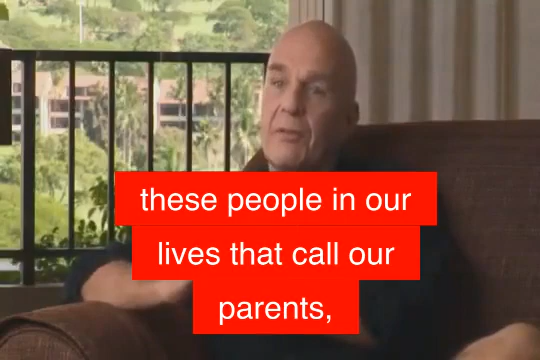 these people in our
lives that call our
parents,